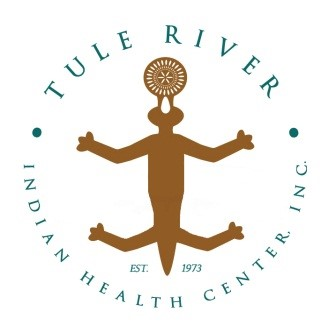 TULE RIVER
INDIAN HEALTH CENTER, INC.
EST. 1973